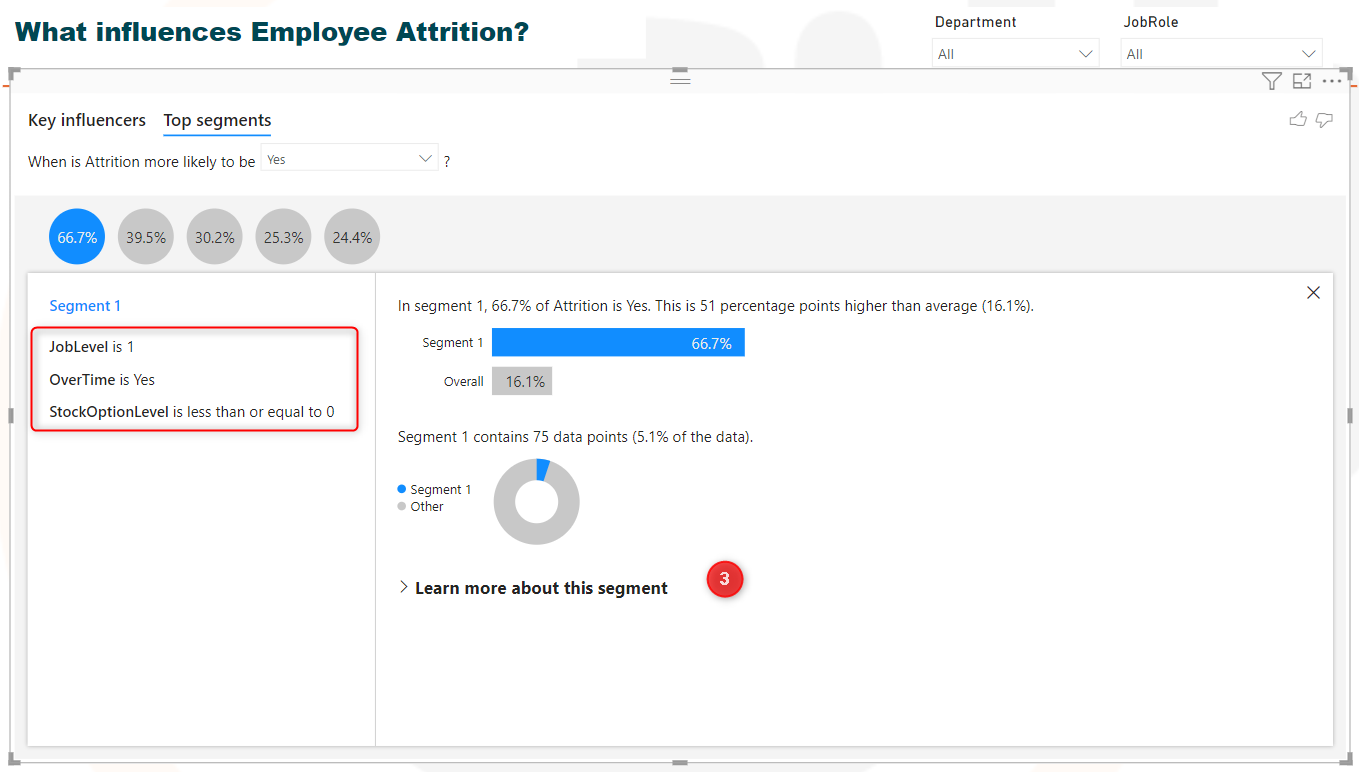 What influences Employee Attrition?
Department
JobRole
All
All
Key influencers
Top segments
When is Attrition more likely to be Yes ?
66.7%
39.5%
30.2%
25.3%
24.4%
Segment 1
JobLevel is 1
OverTime is Yes
StockOptionLevel is less than or equal to 0
In segment 1, 66.7% of Attrition is Yes. This is 51 percentage points higher than average (16.1%).
Segment 1
66.7%
Overall
16.1%
Segment 1 contains 75 data points (5.1% of the data).
Segment 1
Other
Learn more about this segment
3